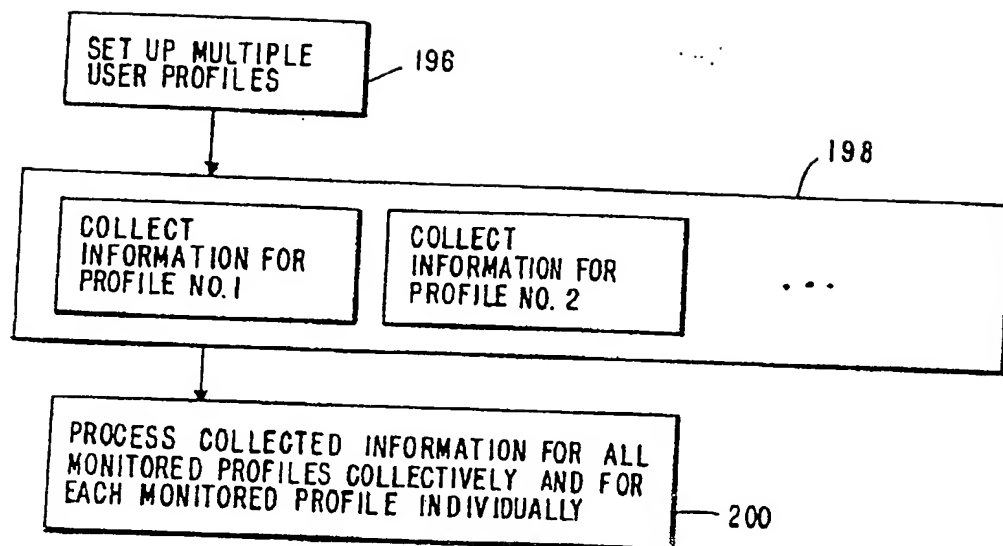 SET UP MULTIPLE
USER PROFILES
196
198
COLLECT
INFORMATION FOR
PROFILE NO. 1
COLLECT
INFORMATION FOR
PROFILE NO. 2
...
PROCESS COLLECTED INFORMATION FOR ALL
MONITORED PROFILES COLLECTIVELY AND FOR
EACH MONITORED PROFILE INDIVIDUALLY
200